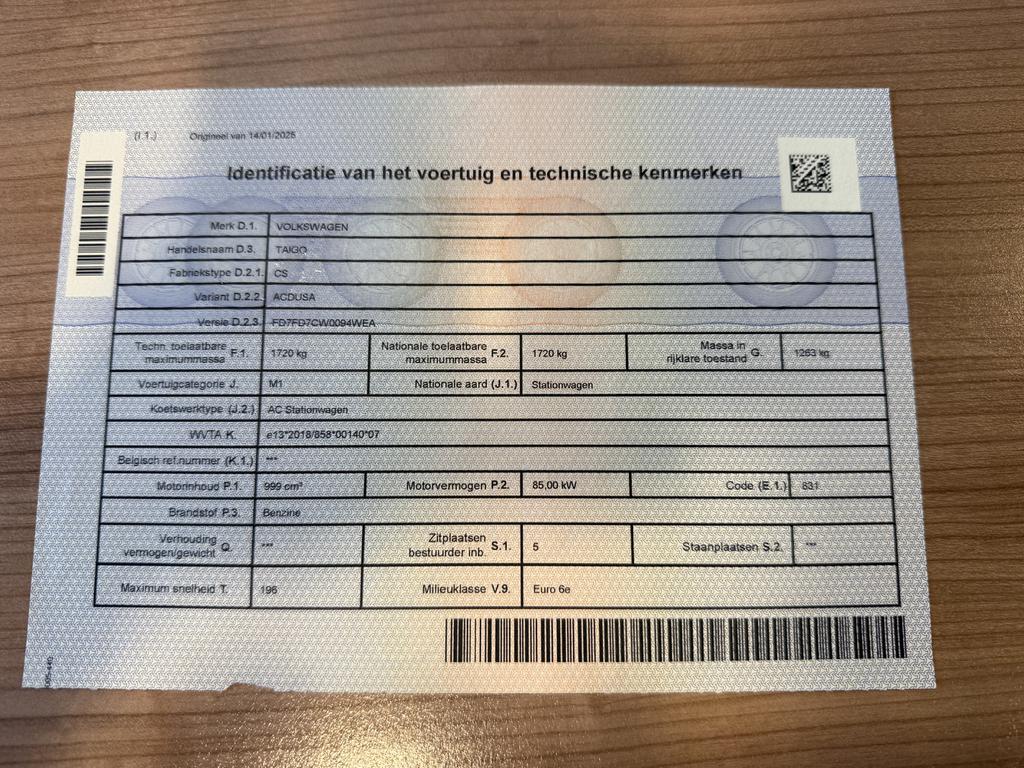 (I.1.) Origineel van 14/01/2025
Identificatie van het voertuig en technische kenmerken
Merk D.1. VOLKSWAGEN
Handelsnaam D.3. TAIGO
Fabriekstype D.2.1. CS
Variant D.2.2. ACDUSA
Versie D.2.3. FD7FD7CW0094WEA
Techn. toelaatbare maximummassa F.1. 1720 kg Nationale toelaatbare maximummassa F.2. 1720 kg Massa in rijklare toestand G. 1263 kg
Voertuigcategorie J. M1 Nationale aard (J.1.) Stationwagen
Koetswerktype (J.2.) AC Stationwagen
WVTA K. e13*2018/858*00140*07
Belgisch ref.nummer (K.1.) ***
Motorinhoud P.1. 999 cm³ Motorvermogen P.2. 85,00 kW Code (E.1.) 831
Brandstof P.3. Benzine
Verhouding vermogen/gewicht Q. *** Zitplaatsen bestuurder inb. S.1. 5 Staanplaatsen S.2. ***
Maximum snelheid T. 196 Milieuklasse V.9. Euro 6e